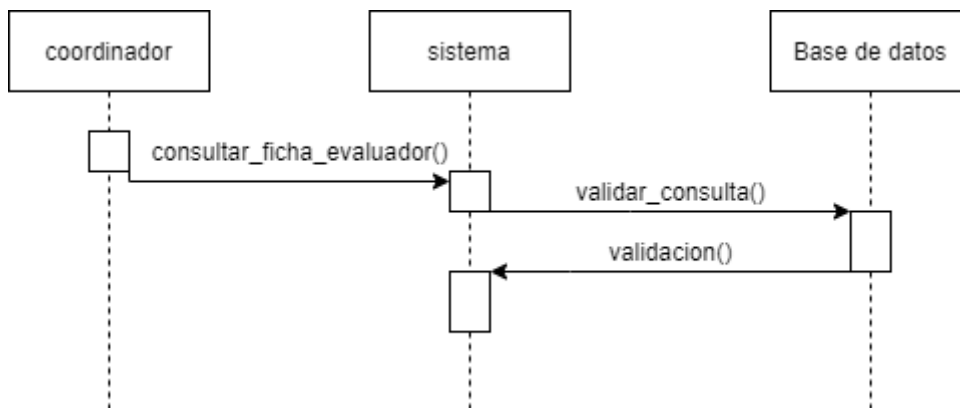 coordinador
sistema
Base de datos
consultar_ficha_evaluador()
validar_consulta()
validacion()